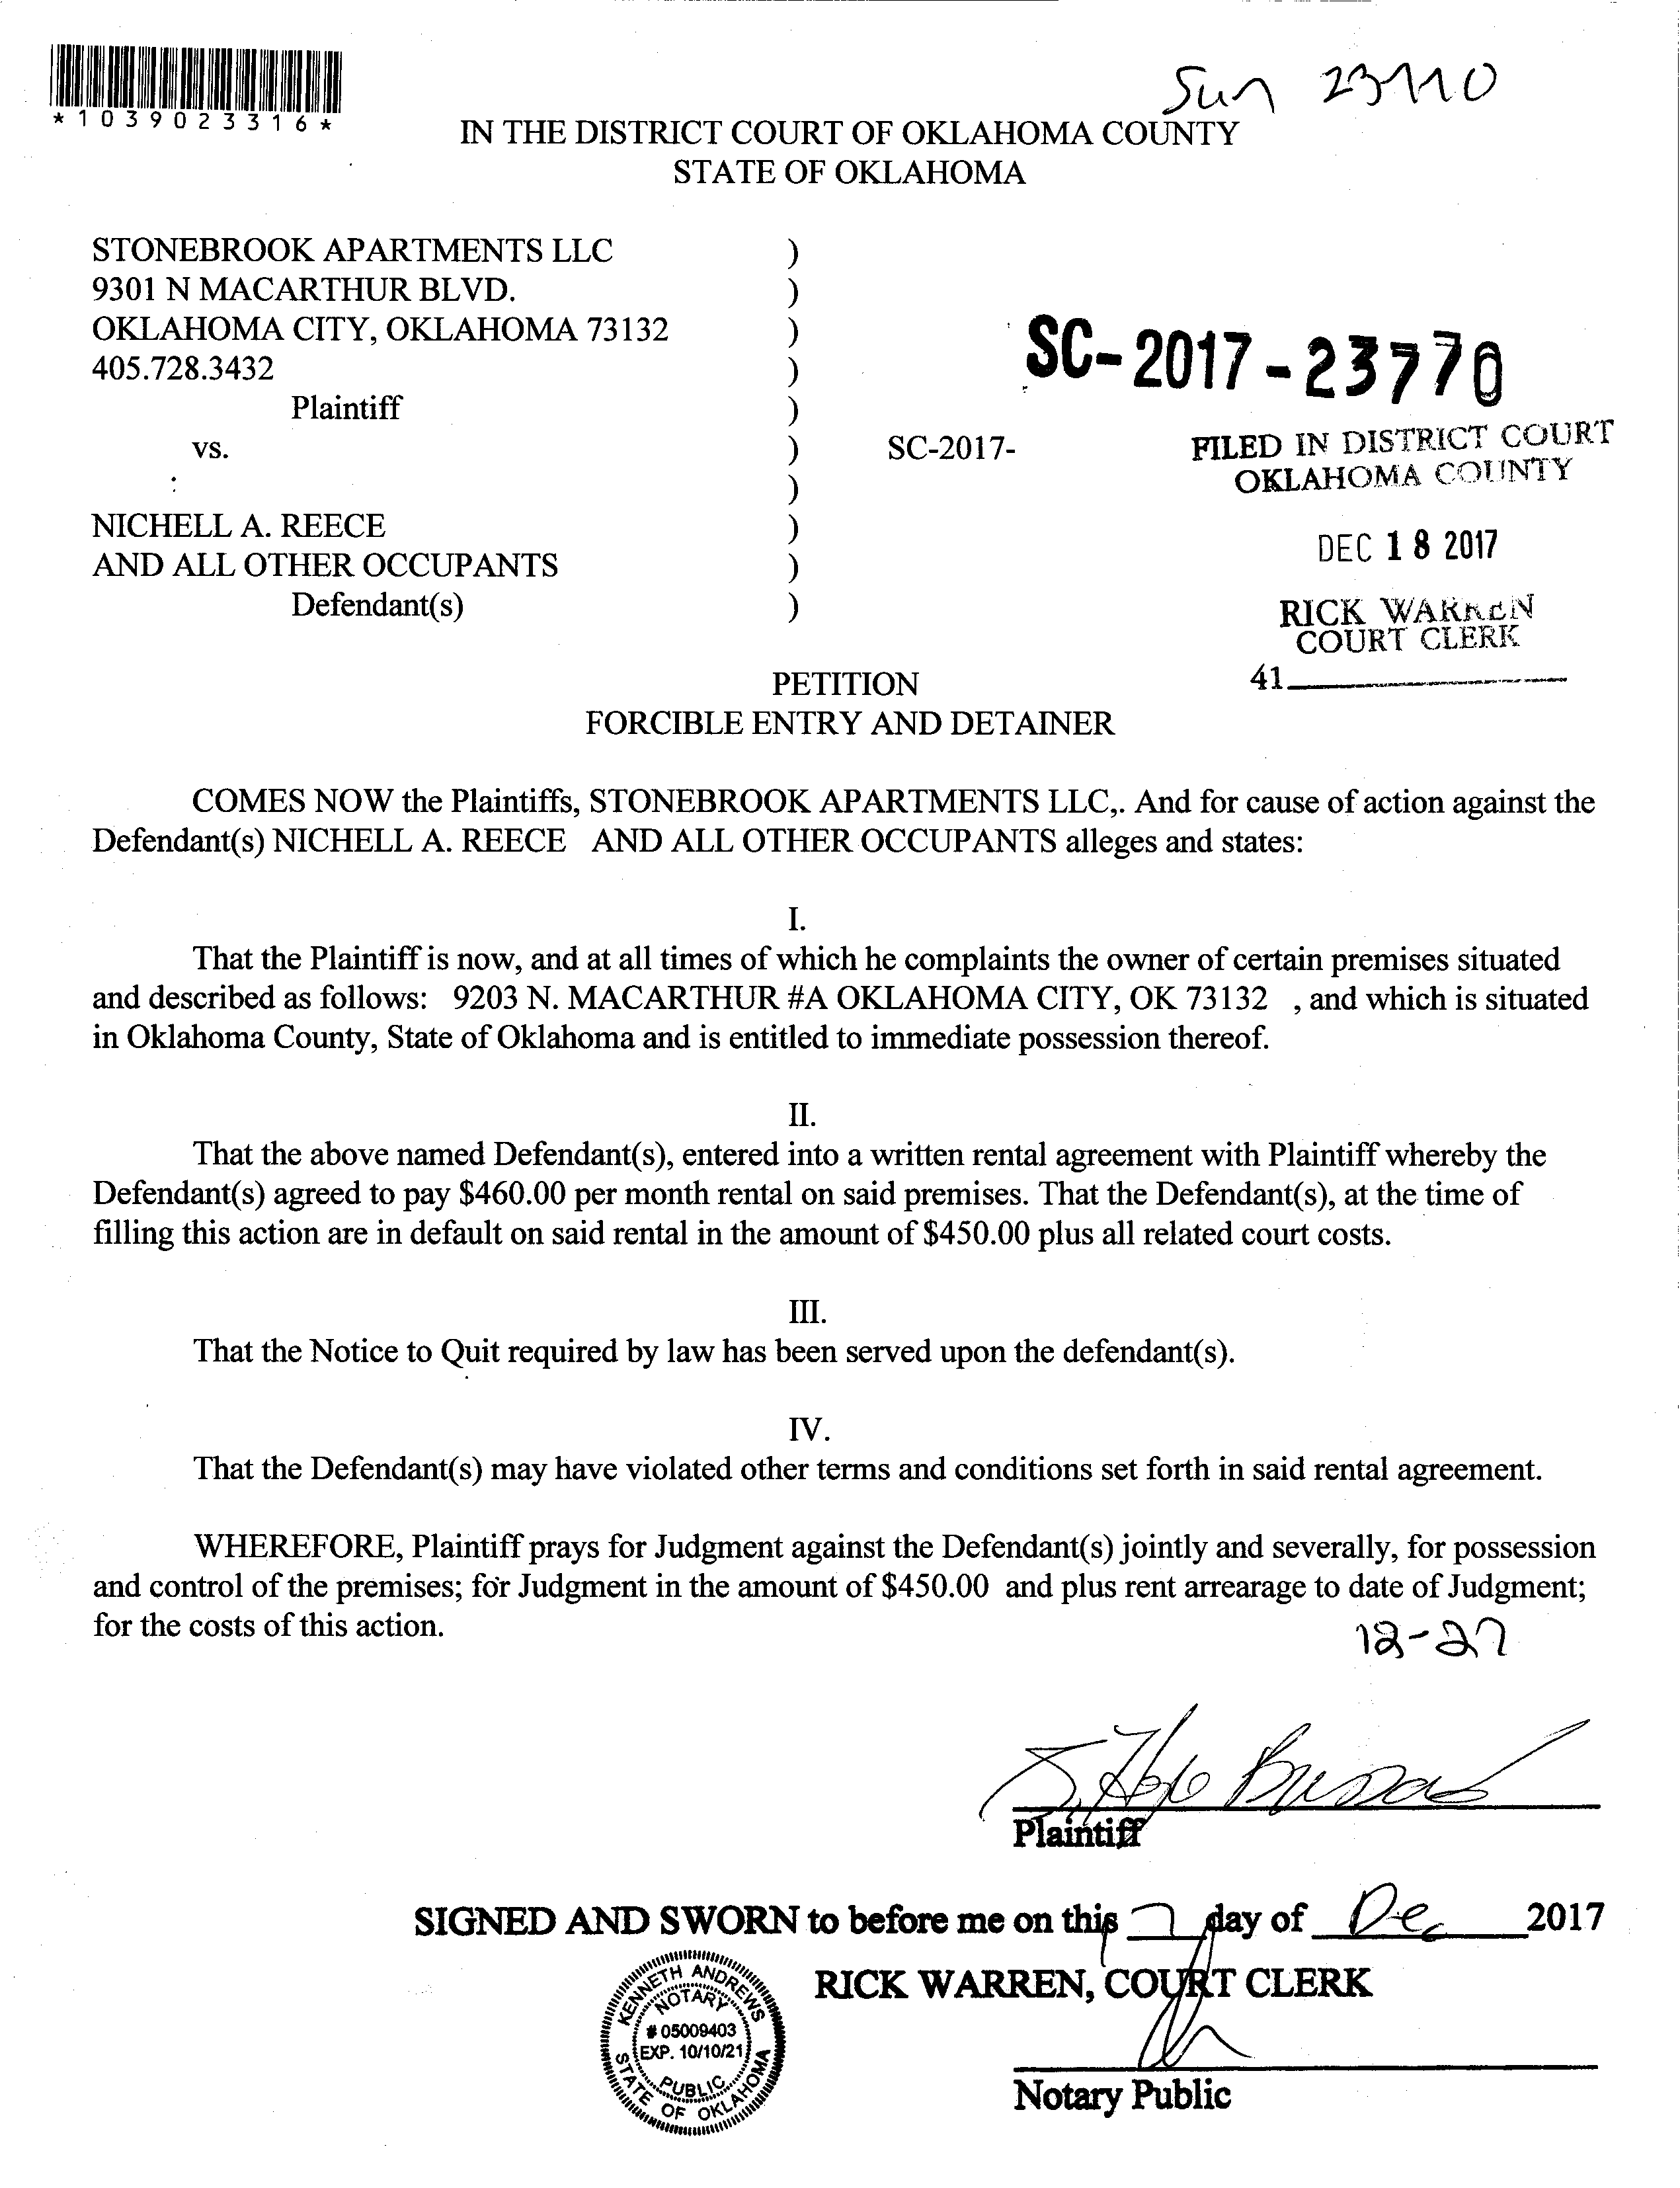 *1039023316*
Sun 23110
IN THE DISTRICT COURT OF OKLAHOMA COUNTY
STATE OF OKLAHOMA
STONEBROOK APARTMENTS LLC )
9301 N MACARTHUR BLVD. )
OKLAHOMA CITY, OKLAHOMA 73132 )
405.728.3432 )
Plaintiff )
SC-2017-23770
vs. ) SC-2017-
: )
FILED IN DISTRICT COURT
OKLAHOMA COUNTY
NICHELL A. REECE )
AND ALL OTHER OCCUPANTS )
Defendant(s) )
DEC 18 2017
RICK WARREN
COURT CLERK
41
PETITION
FORCIBLE ENTRY AND DETAINER
COMES NOW the Plaintiffs, STONEBROOK APARTMENTS LLC,. And for cause of action against the
Defendant(s) NICHELL A. REECE AND ALL OTHER OCCUPANTS alleges and states:
I.
That the Plaintiff is now, and at all times of which he complaints the owner of certain premises situated
and described as follows: 9203 N. MACARTHUR #A OKLAHOMA CITY, OK 73132 , and which is situated
in Oklahoma County, State of Oklahoma and is entitled to immediate possession thereof.
II.
That the above named Defendant(s), entered into a written rental agreement with Plaintiff whereby the
Defendant(s) agreed to pay $460.00 per month rental on said premises. That the Defendant(s), at the time of
filling this action are in default on said rental in the amount of $450.00 plus all related court costs.
III.
That the Notice to Quit required by law has been served upon the defendant(s).
IV.
That the Defendant(s) may have violated other terms and conditions set forth in said rental agreement.
WHEREFORE, Plaintiff prays for Judgment against the Defendant(s) jointly and severally, for possession
and control of the premises; for Judgment in the amount of $450.00 and plus rent arrearage to date of Judgment;
for the costs of this action.
12-27
Plaintiff
SIGNED AND SWORN to before me on this 7 day of Dec 2017
RICK WARREN, COURT CLERK
KENNETH ANDREWS
NOTARY
# 05009403
EXP. 10/10/21
PUBLIC
STATE OF OKLAHOMA
Notary Public